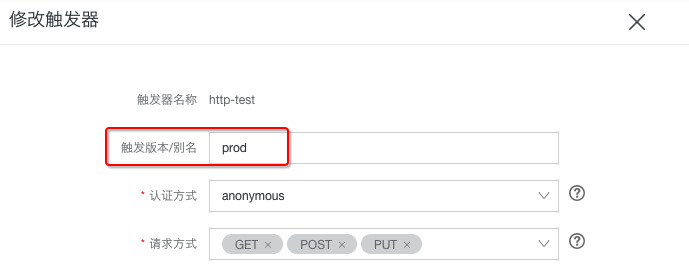 修改触发器
触发器名称 http-test
触发版本/别名 prod
* 认证方式 anonymous
* 请求方式 GET × POST × PUT ×